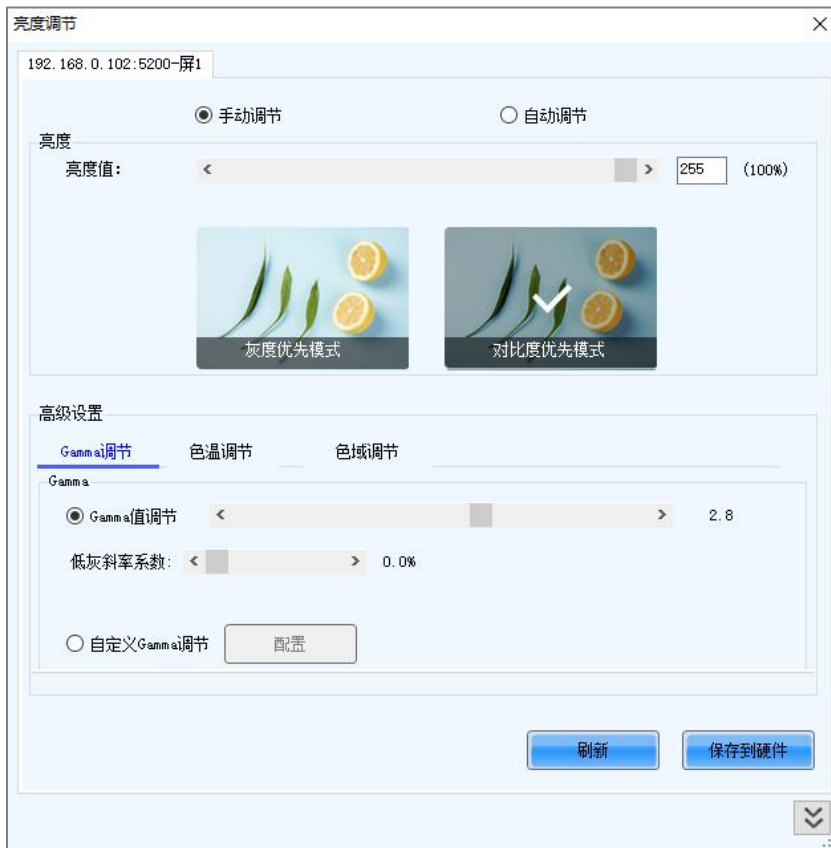 亮度调节
192.168.0.102:5200-屏1
手动调节 自动调节
亮度
亮度值: 255 (100%)
灰度优先模式 对比度优先模式
高级设置
Gamma调节 色温调节 色域调节
Gamma
Gamma值调节 2.8
低灰斜率系数: 0.0%
自定义Gamma调节 配置
刷新 保存到硬件